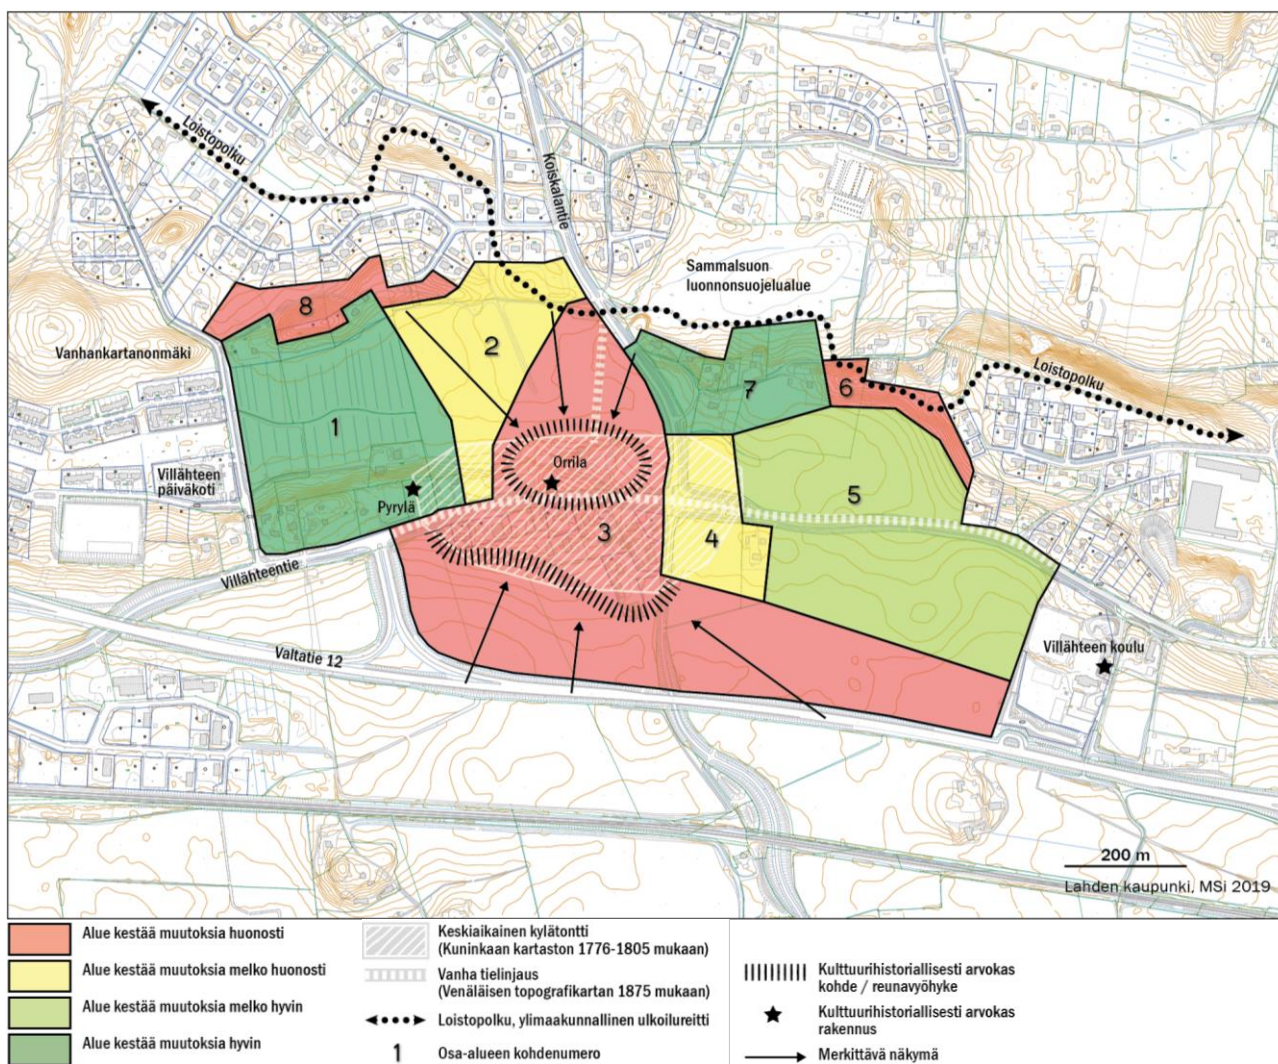 Loistopolku
Koiskalantie
Sammalsuon
luonnonsuojelualue
8
2
Vanhankartanonmäki
1
7
6
Loistopolku
Villähteen
päiväkoti
Pyrylä
Orrila
3
4
5
Villähteentie
Valtatie 12
Villähteen koulu
200 m
Lahden kaupunki, MSi 2019
Alue kestää muutoksia huonosti
Alue kestää muutoksia melko huonosti
Alue kestää muutoksia melko hyvin
Alue kestää muutoksia hyvin
Keskiaikainen kylätontti
(Kuninkaan kartaston 1776-1805 mukaan)
Vanha tielinjaus
(Venäläisen topografikartan 1875 mukaan)
Loistopolku, ylimaakunnallinen ulkoilureitti
1 Osa-alueen kohdenumero
Kulttuurihistoriallisesti arvokas
kohde / reunavyöhyke
Kulttuurihistoriallisesti arvokas
rakennus
Merkittävä näkymä